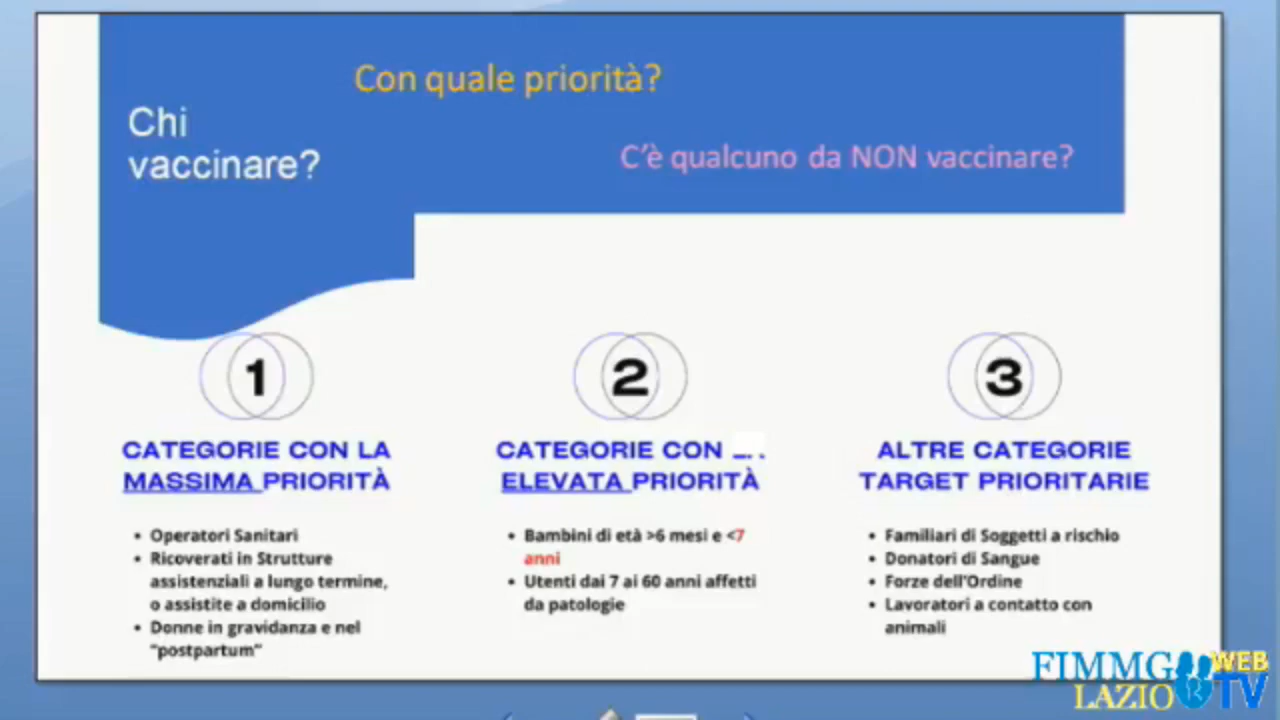 Con quale priorità?
Chi
vaccinare?
C'è qualcuno da NON vaccinare?
1
CATEGORIE CON LA
MASSIMA PRIORITÀ
• Operatori Sanitari
• Ricoverati in Strutture
assistenziali a lungo termine,
o assistite a domicilio
• Donne in gravidanza e nel
"postpartum"
2
CATEGORIE CON
ELEVATA PRIORITÀ
• Bambini di età >6 mesi e <7
anni
• Utenti dai 7 ai 60 anni affetti
da patologie
3
ALTRE CATEGORIE
TARGET PRIORITARIE
• Familiari di Soggetti a rischio
• Donatori di Sangue
• Forze dell'Ordine
• Lavoratori a contatto con
animali
FIMMG WEB
LAZIO TV